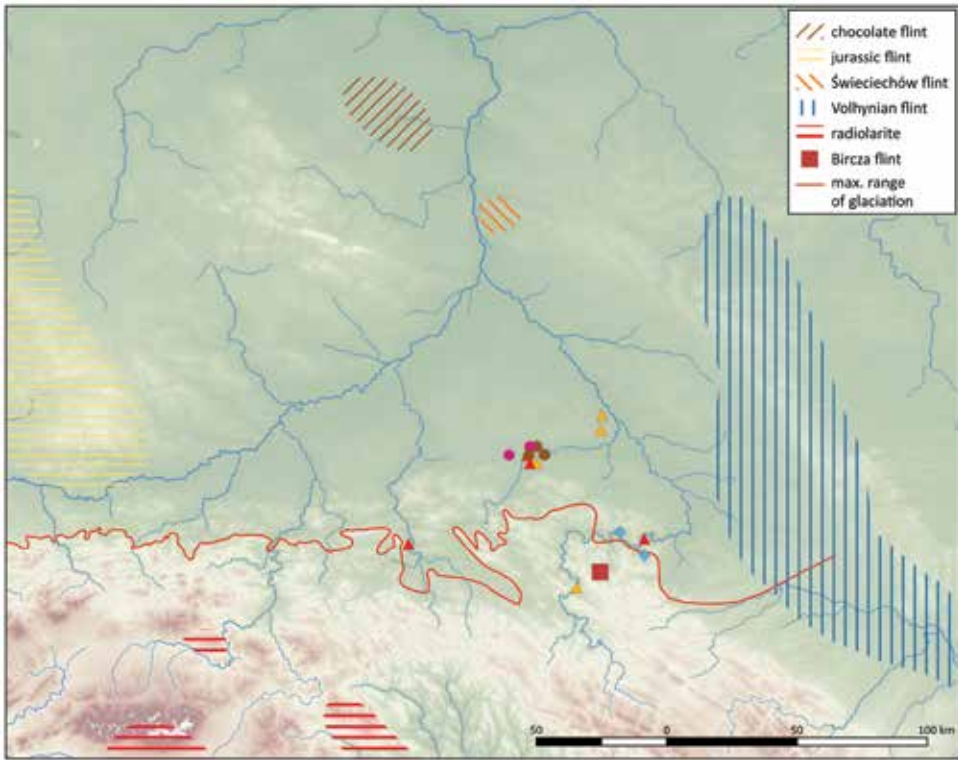 chocolate flint
jurassic flint
Świeciechów flint
Volhynian flint
radiolarite
Bircza flint
max. range
of glaciation
50 0 50 100 km